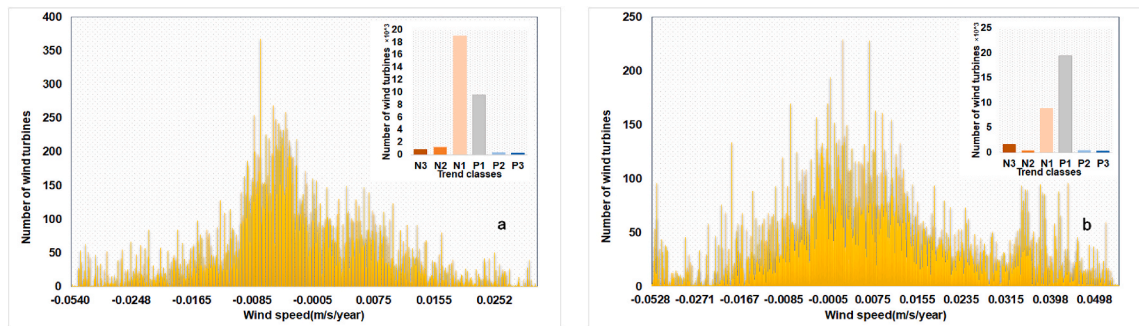 400
350
300
250
200
150
100
50
0
Number of wind turbines
-0.0540 -0.0248 -0.0165 -0.0085 -0.0005 0.0075 0.0155 0.0252
Wind speed(m/s/year)
a
20
18
16
14
12
10
8
6
4
2
0
Number of wind turbines ×10^3
N3 N2 N1 P1 P2 P3
Trend classes
250
200
150
100
50
0
Number of wind turbines
-0.0528 -0.0271 -0.0167 -0.0085 -0.0005 0.0075 0.0155 0.0235 0.0315 0.0398 0.0498
Wind speed(m/s/year)
b
25
20
15
10
5
0
Number of wind turbines ×10^3
N3 N2 N1 P1 P2 P3
Trend classes